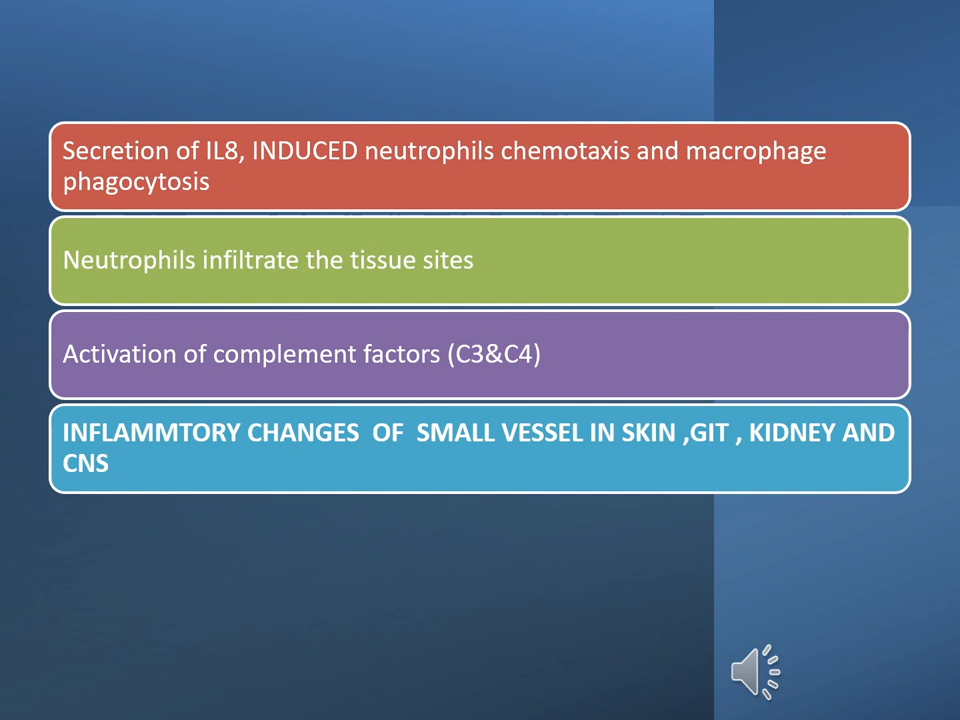 Secretion of IL8, INDUCED neutrophils chemotaxis and macrophage
phagocytosis
Neutrophils infiltrate the tissue sites
Activation of complement factors (C3&C4)
INFLAMMTORY CHANGES  OF  SMALL VESSEL IN SKIN ,GIT , KIDNEY AND
CNS